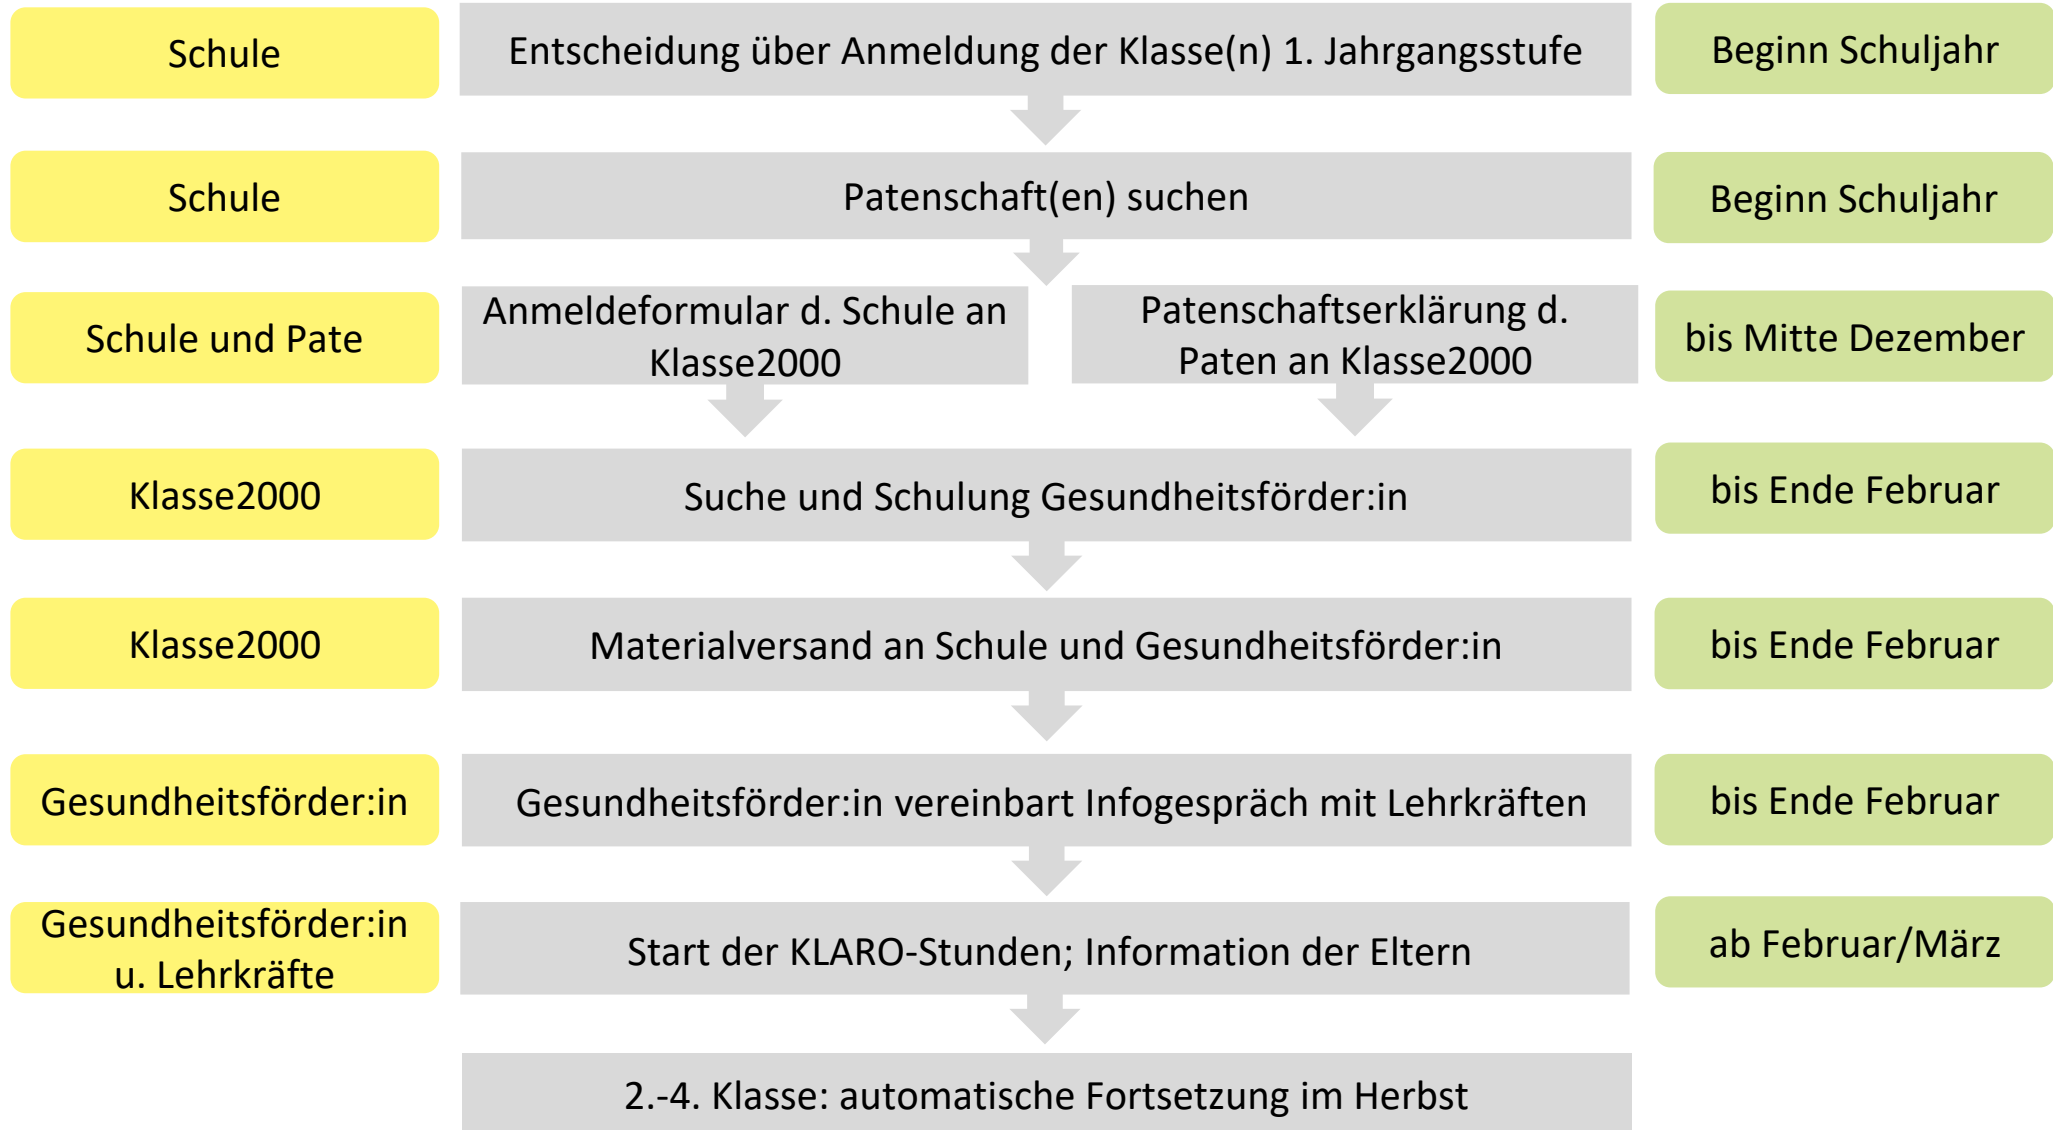 Schule
Entscheidung über Anmeldung der Klasse(n) 1. Jahrgangsstufe
Beginn Schuljahr
Schule
Patenschaft(en) suchen
Beginn Schuljahr
Schule und Pate
Anmeldeformular d. Schule an
Klasse2000
Patenschaftserklärung d.
Paten an Klasse2000
bis Mitte Dezember
Klasse2000
Suche und Schulung Gesundheitsförder:in
bis Ende Februar
Klasse2000
Materialversand an Schule und Gesundheitsförder:in
bis Ende Februar
Gesundheitsförder:in
Gesundheitsförder:in vereinbart Infogespräch mit Lehrkräften
bis Ende Februar
Gesundheitsförder:in
u. Lehrkräfte
Start der KLARO-Stunden; Information der Eltern
ab Februar/März
2.-4. Klasse: automatische Fortsetzung im Herbst